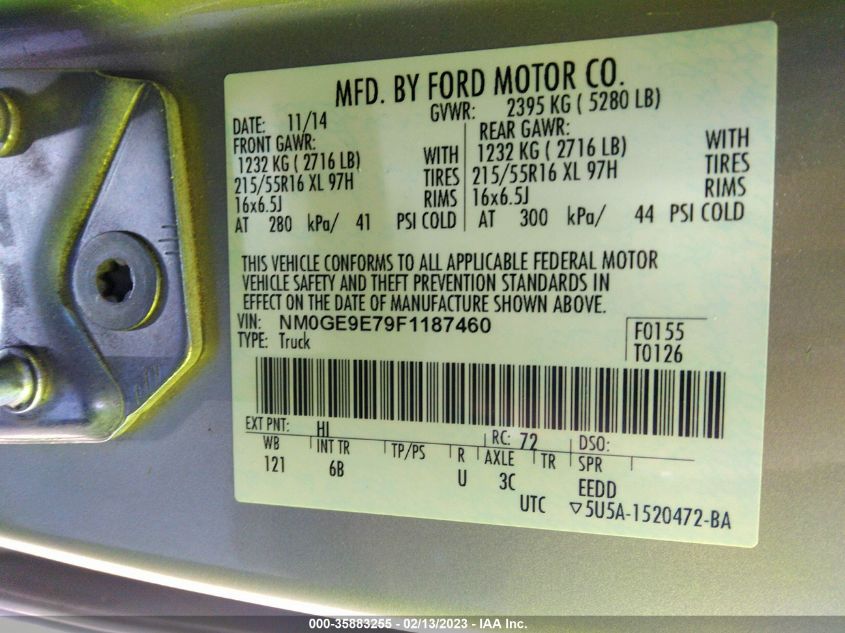 MFD. BY FORD MOTOR CO.
DATE: 11/14 GVWR: 2395 KG ( 5280 LB)
FRONT GAWR: REAR GAWR:
1232 KG ( 2716 LB) WITH 1232 KG ( 2716 LB) WITH
215/55R16 XL 97H TIRES 215/55R16 XL 97H TIRES
16x6.5J RIMS 16x6.5J RIMS
AT 280 kPa/ 41 PSI COLD AT 300 kPa/ 44 PSI COLD
THIS VEHICLE CONFORMS TO ALL APPLICABLE FEDERAL MOTOR
VEHICLE SAFETY AND THEFT PREVENTION STANDARDS IN
EFFECT ON THE DATE OF MANUFACTURE SHOWN ABOVE.
VIN: NM0GE9E79F1187460 F0155
TYPE: Truck T0126
EXT PNT: HI RC: 72 DSO:
WB INT TR TP/PS R AXLE TR SPR
121 6B U 3C EEDD
UTC ▽5U5A-1520472-BA
000-35883255 - 02/13/2023 - IAA Inc.